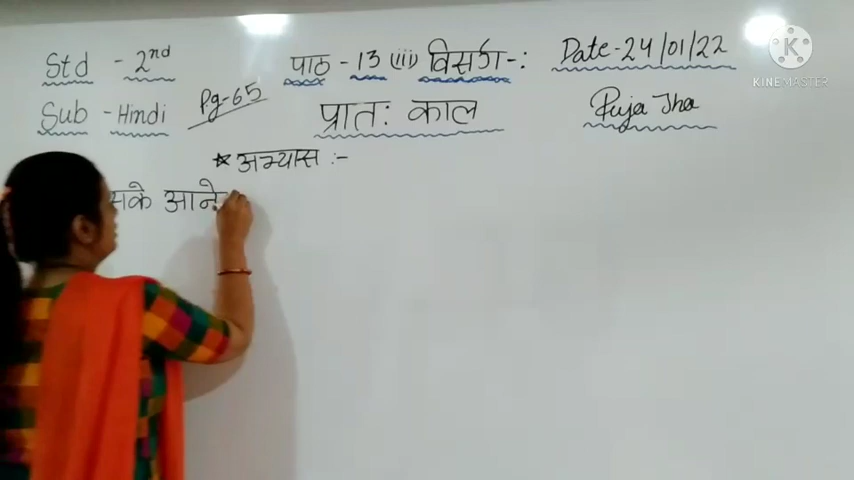 Std - 2nd पाठ - 13 (iii) विसर्ग -: Date - 24/01/22
Sub - Hindi Pg-65 प्रातः काल Puja Jha
* अभ्यास :-
सके आने
K
KINEMASTER